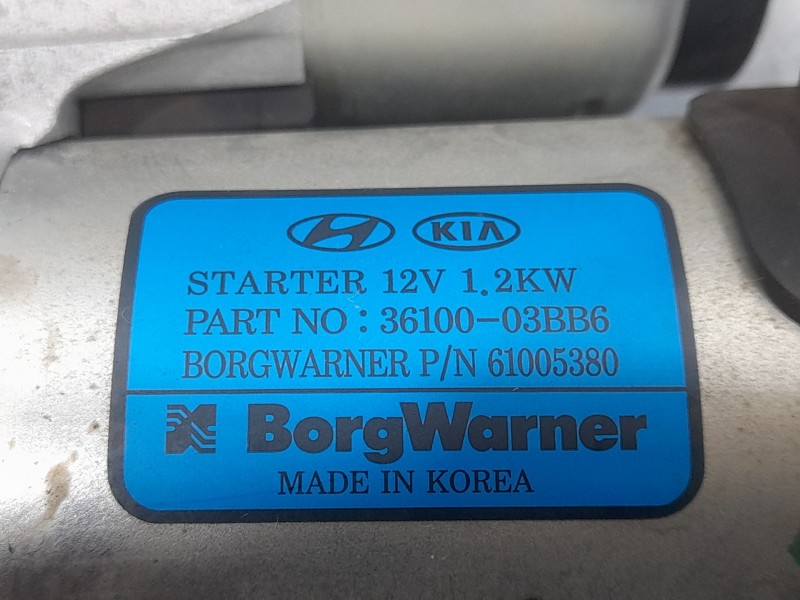 KIA
STARTER 12V 1.2KW
PART NO : 36100-03BB6
BORGWARNER P/N 61005380
BorgWarner
MADE IN KOREA